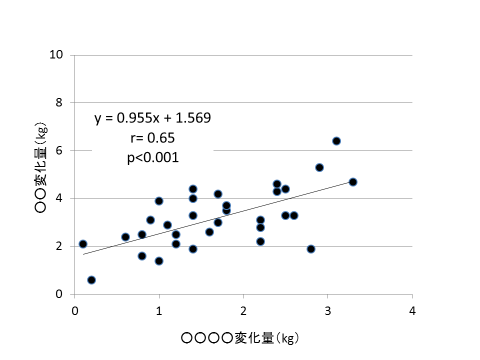 10
8
6
4
2
0
y = 0.955x + 1.569
r= 0.65
p<0.001
〇〇変化量(kg)
0 1 2 3 4
〇〇〇〇変化量(kg)